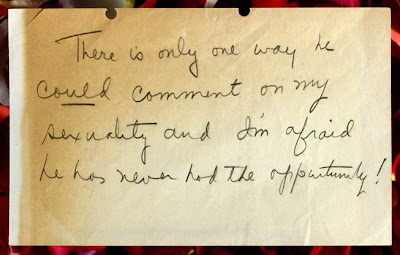 There is only one way he
could comment on my
sexuality and I'm afraid
he has never had the opportunity!